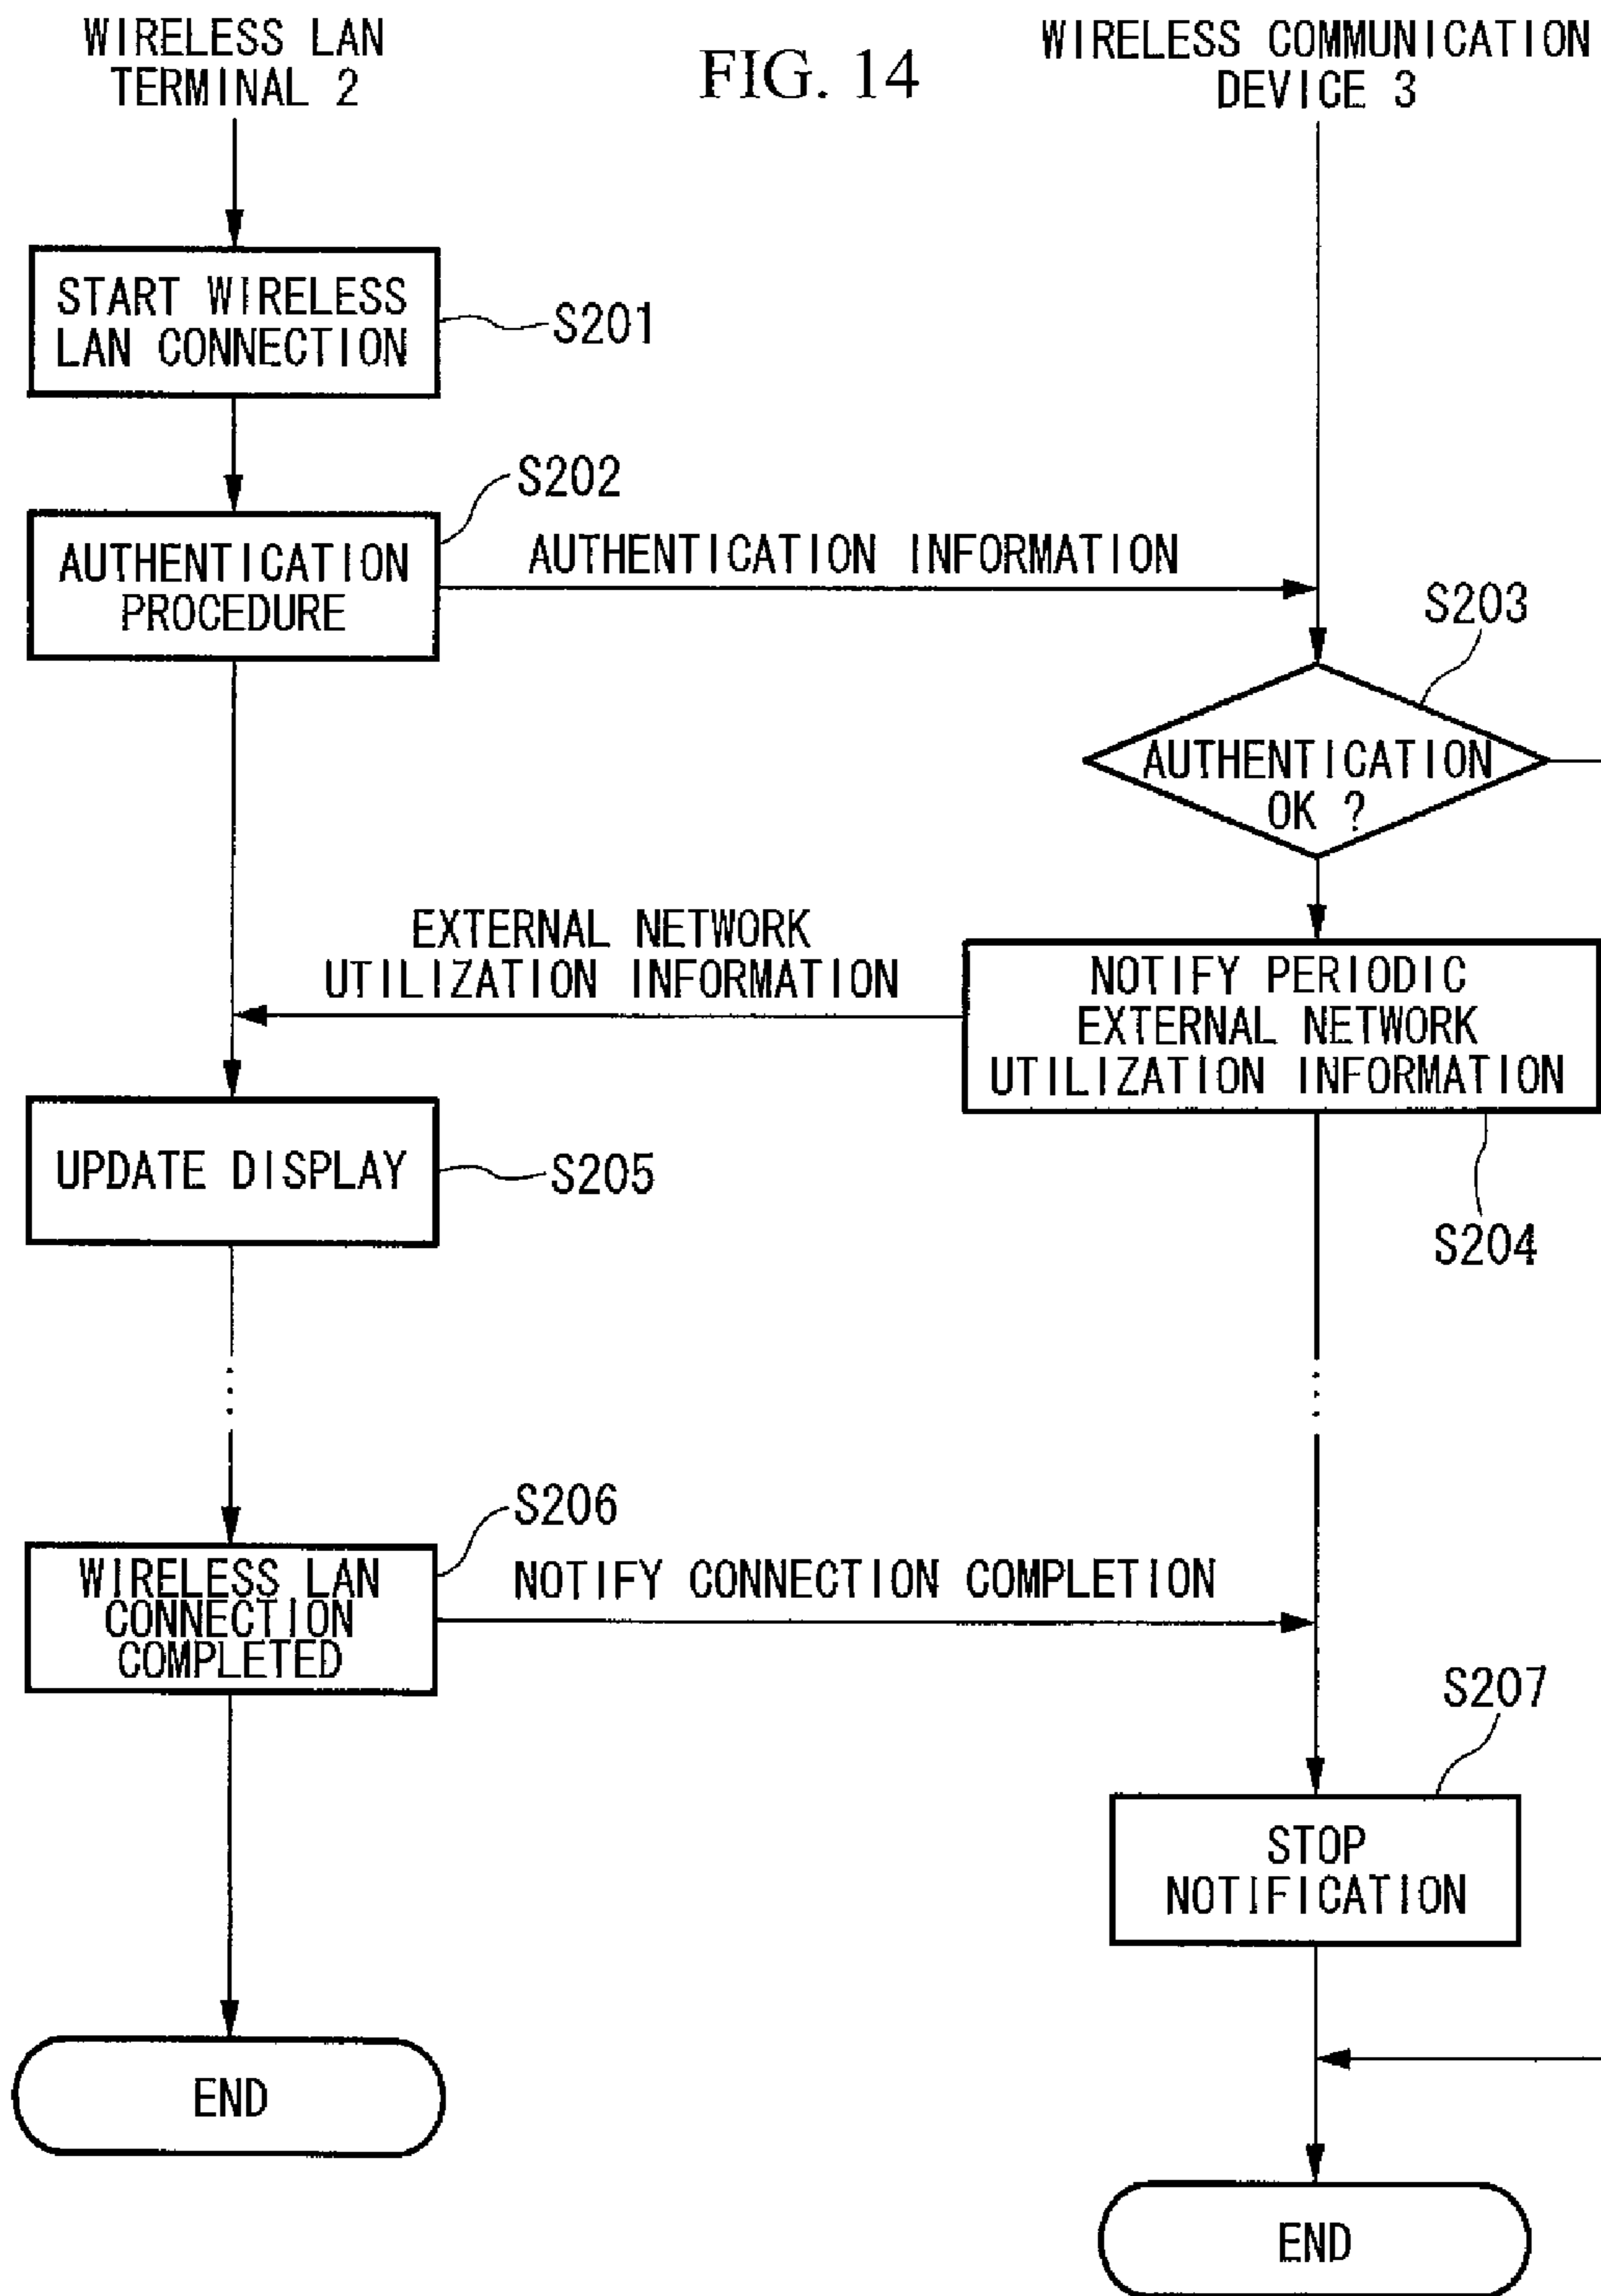 WIRELESS LAN
TERMINAL 2
FIG. 14
WIRELESS COMMUNICATION
DEVICE 3
START WIRELESS
LAN CONNECTION
S201
S202
AUTHENTICATION
PROCEDURE
AUTHENTICATION INFORMATION
S203
AUTHENTICATION
OK ?
EXTERNAL NETWORK
UTILIZATION INFORMATION
NOTIFY PERIODIC
EXTERNAL NETWORK
UTILIZATION INFORMATION
S204
UPDATE DISPLAY
S205
S206
WIRELESS LAN
CONNECTION
COMPLETED
NOTIFY CONNECTION COMPLETION
S207
STOP
NOTIFICATION
END
END